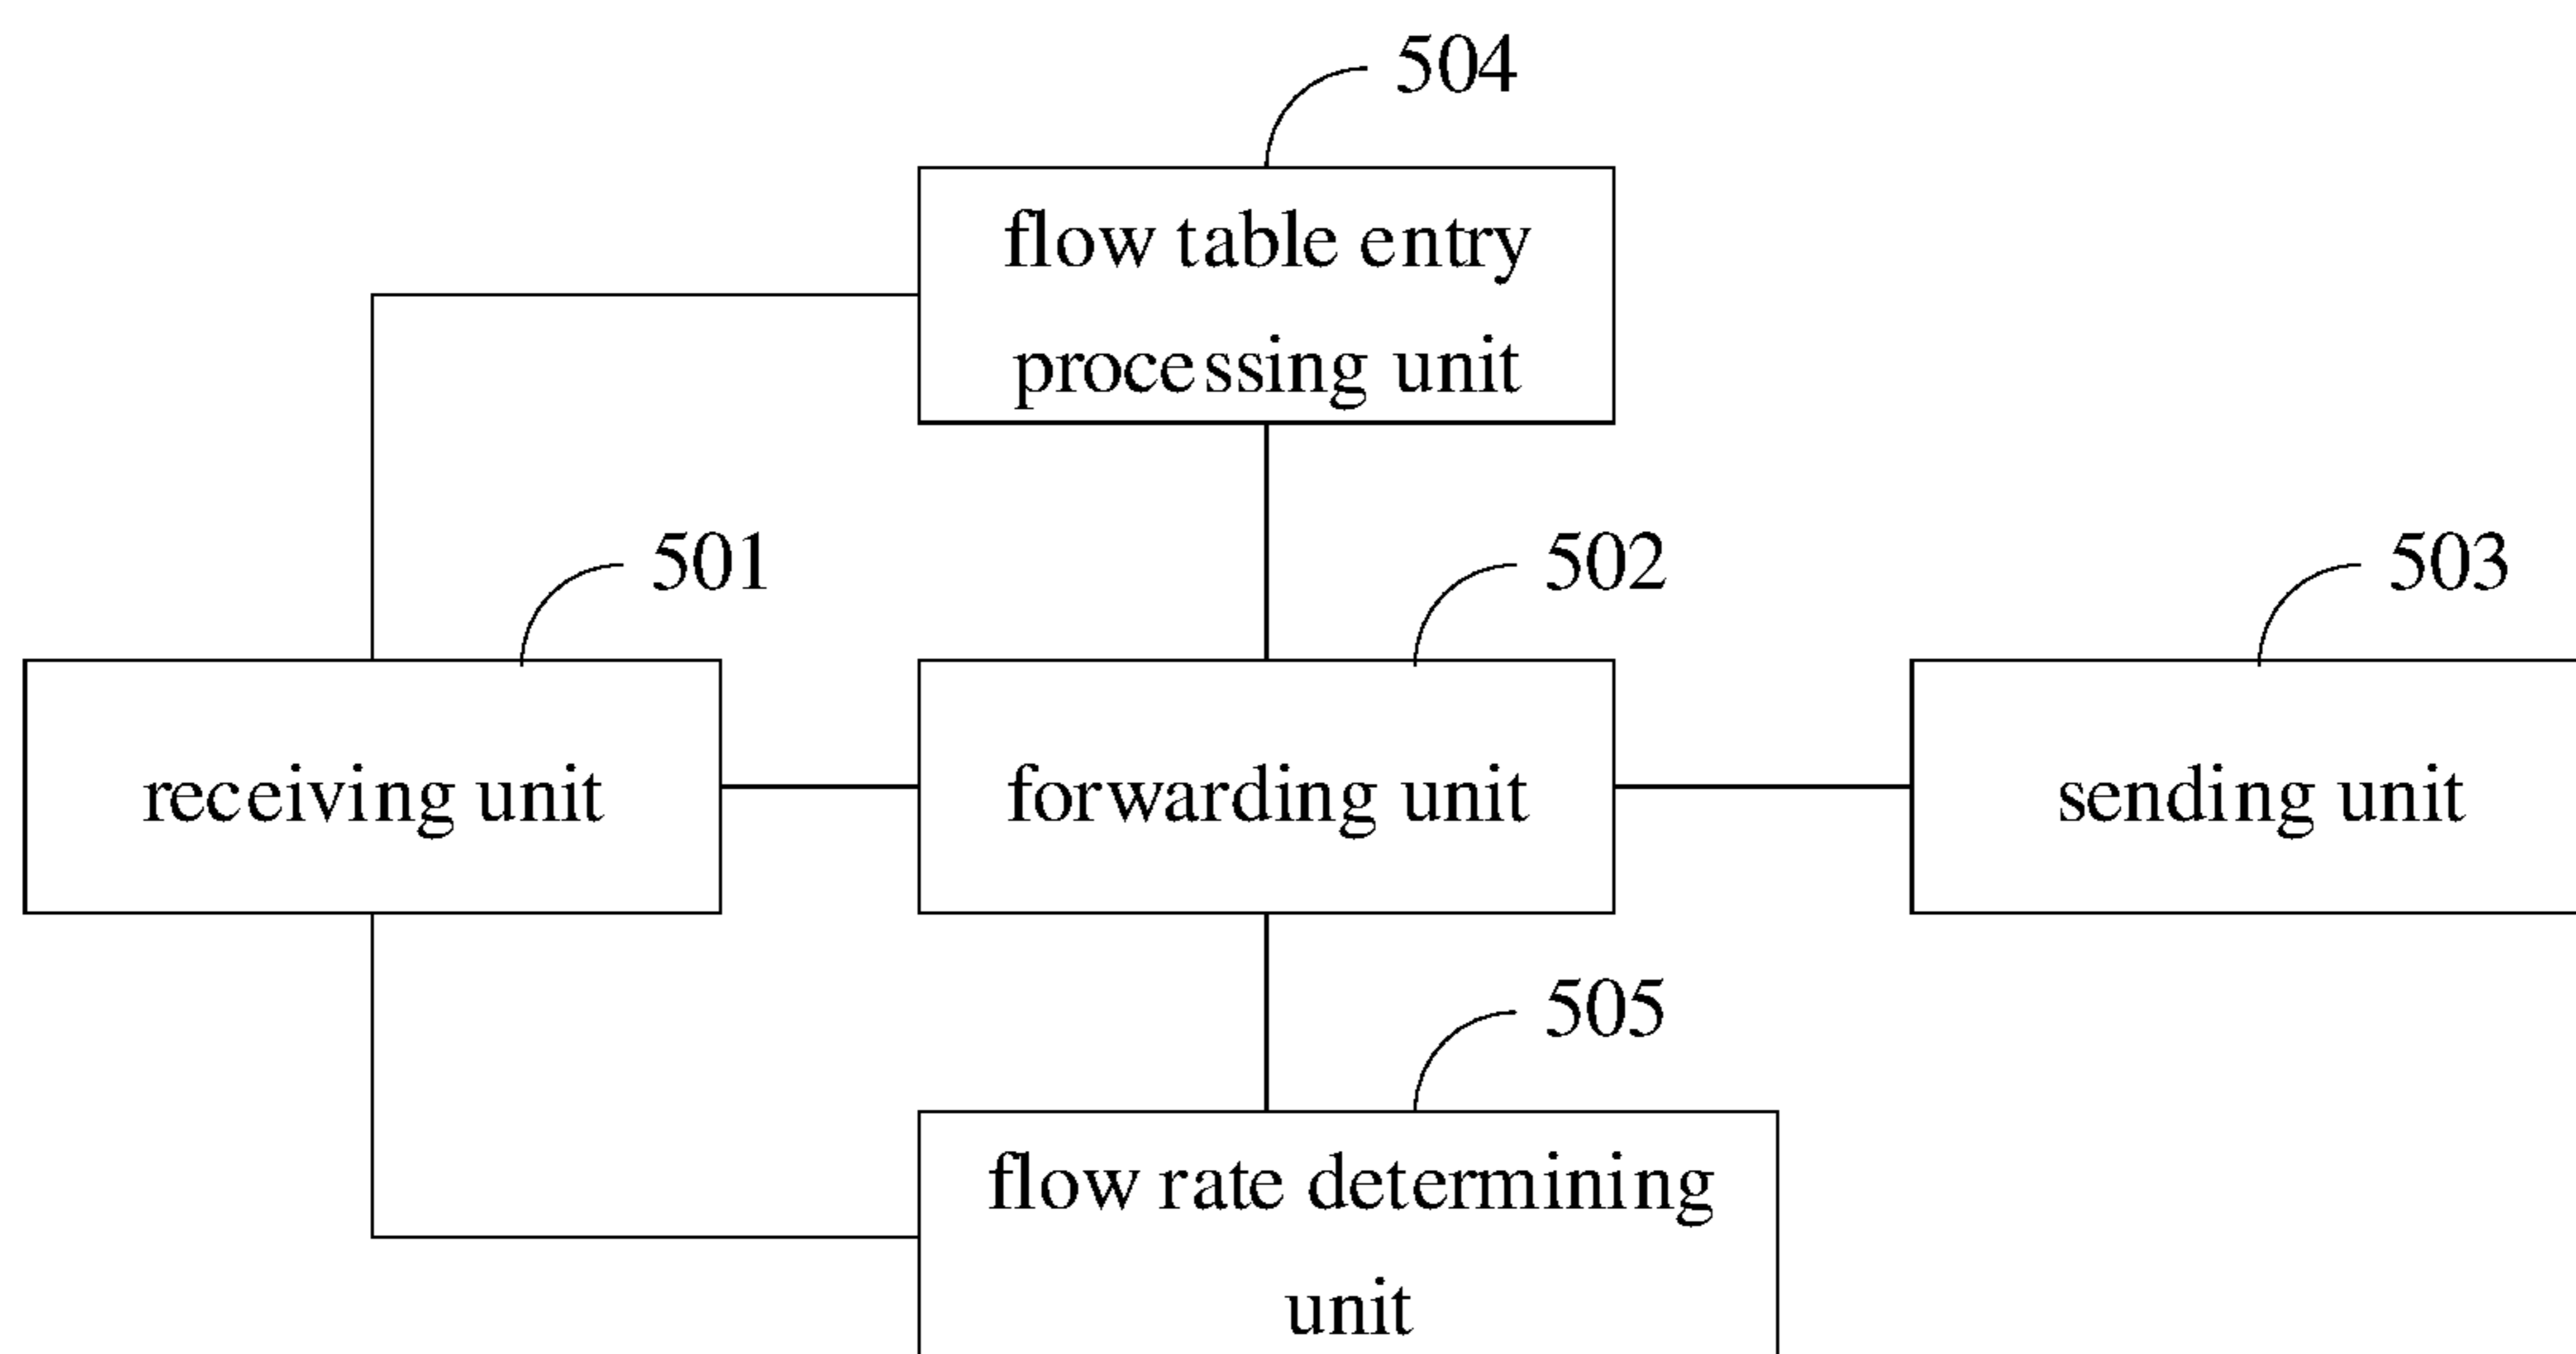 504
flow table entry
processing unit
501
502
503
receiving unit
forwarding unit
sending unit
505
flow rate determining
unit